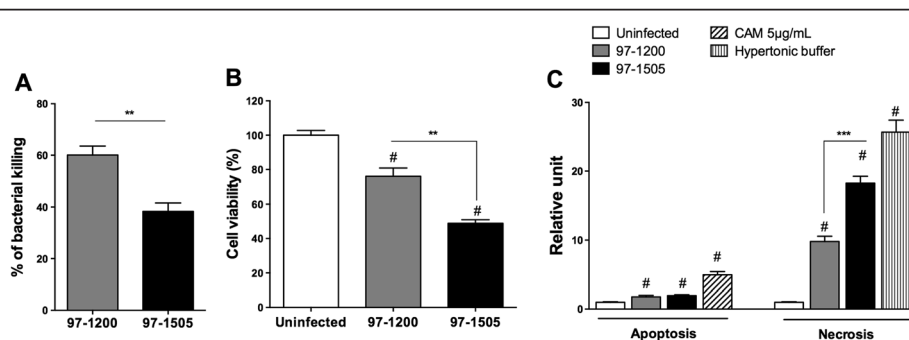 Uninfected
97-1200
97-1505
CAM 5µg/mL
Hypertonic buffer
A
% of bacterial killing
80
60
40
20
0
**
97-1200
97-1505
B
Cell viability (%)
120
100
80
60
40
20
0
**
#
#
Uninfected
97-1200
97-1505
C
Relative unit
30
20
10
0
#
#
#
***
#
#
#
Apoptosis
Necrosis